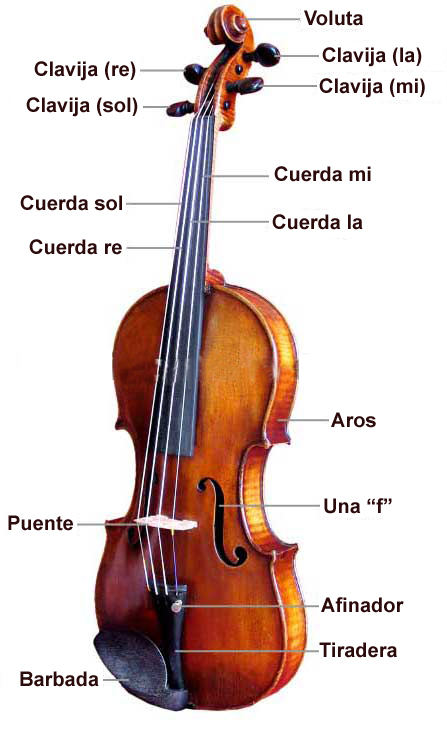 Voluta
Clavija (la)
Clavija (re)
Clavija (mi)
Clavija (sol)
Cuerda mi
Cuerda sol
Cuerda la
Cuerda re
Aros
Una “f”
Puente
Afinador
Tiradera
Barbada